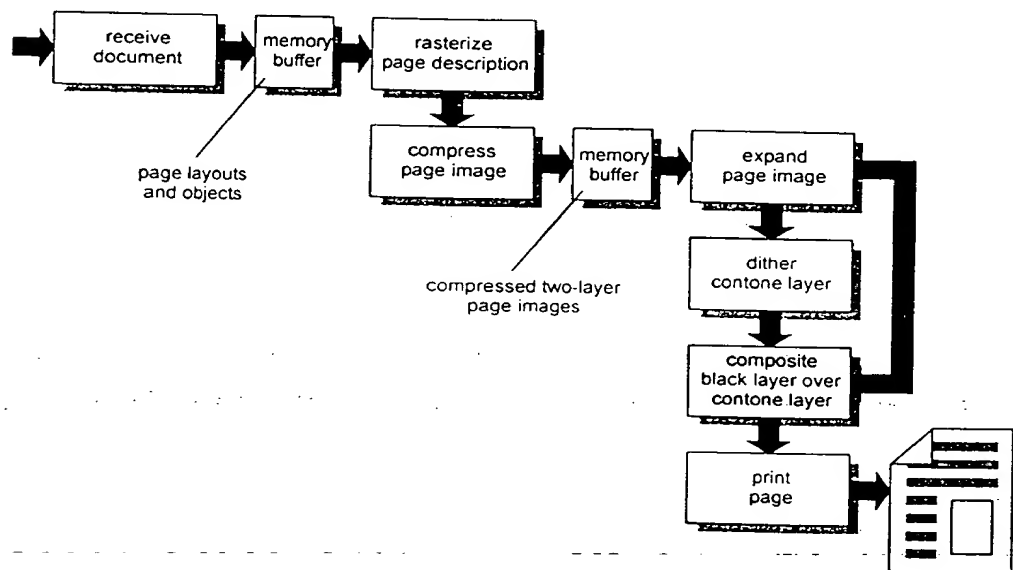 receive
document
memory
buffer
rasterize
page description
compress
page image
memory
buffer
expand
page image
page layouts
and objects
dither
contone layer
compressed two-layer
page images
composite
black layer over
contone layer
print
page